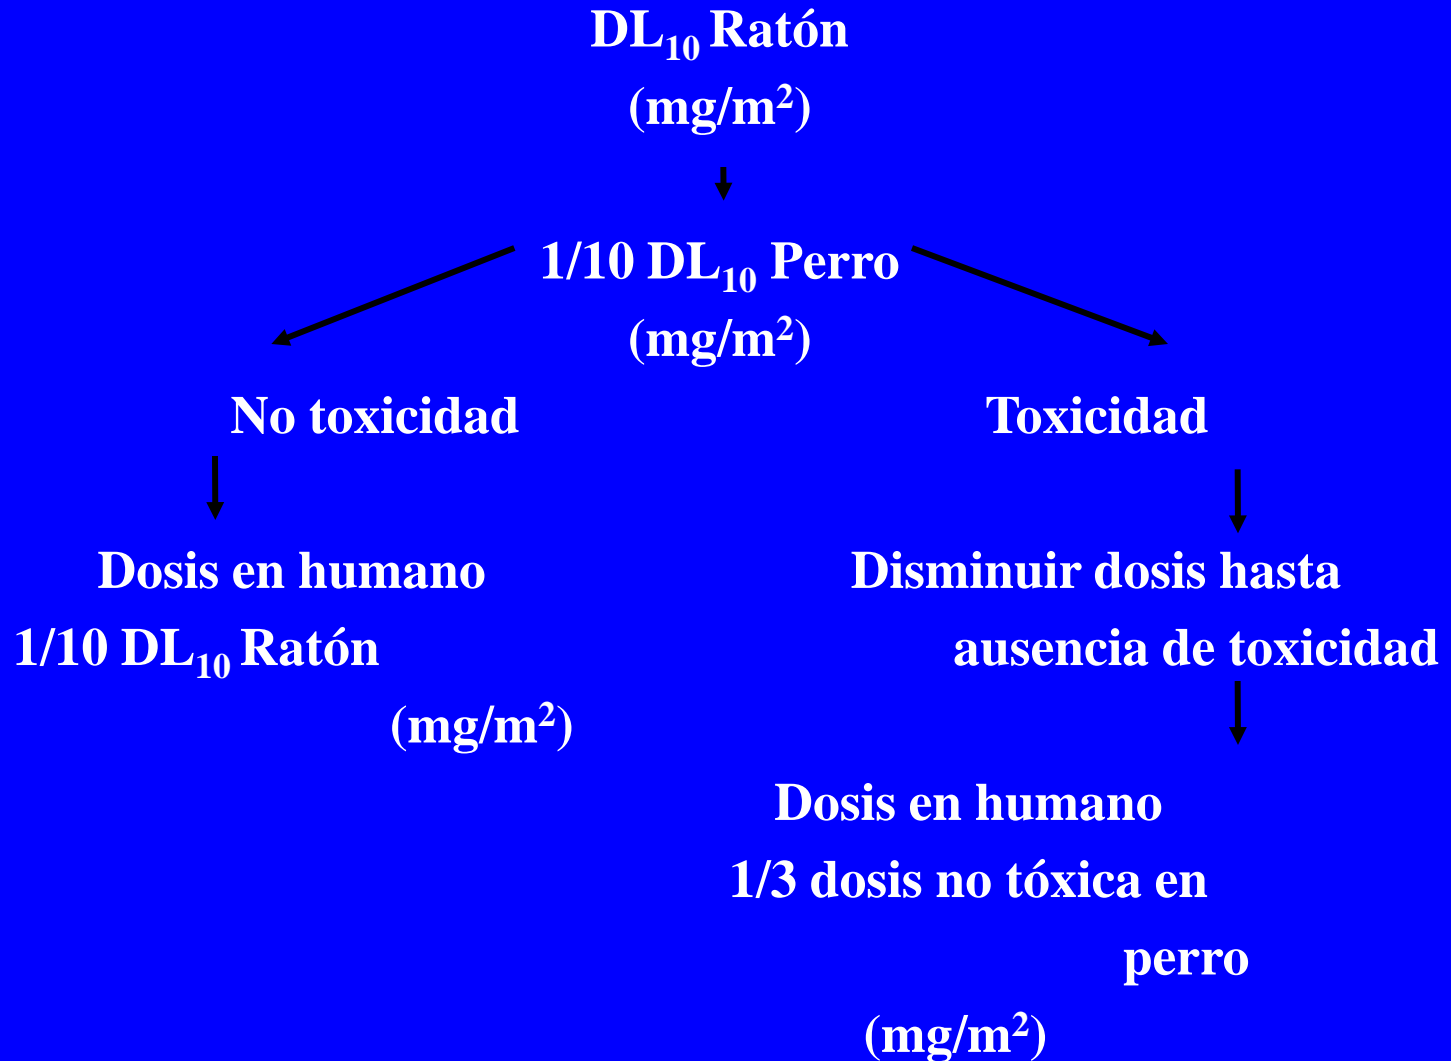 DL₁₀ Ratón
(mg/m²)
1/10 DL₁₀ Perro
(mg/m²)
No toxicidad
Toxicidad
Dosis en humano
1/10 DL₁₀ Ratón
(mg/m²)
Disminuir dosis hasta
ausencia de toxicidad
Dosis en humano
1/3 dosis no tóxica en
perro
(mg/m²)